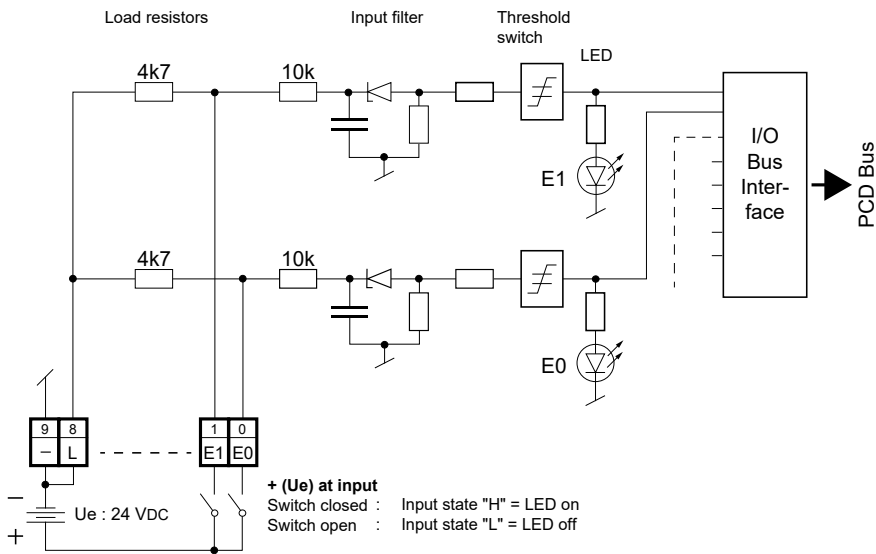 Load resistors
Input filter
Threshold
switch
LED
4k7
10k
E1
I/O
Bus
Inter-
face
PCD Bus
4k7
10k
E0
9
8
1
0
–
L
E1
E0
–
+
Ue : 24 VDC
+ (Ue) at input
Switch closed : Input state "H" = LED on
Switch open : Input state "L" = LED off